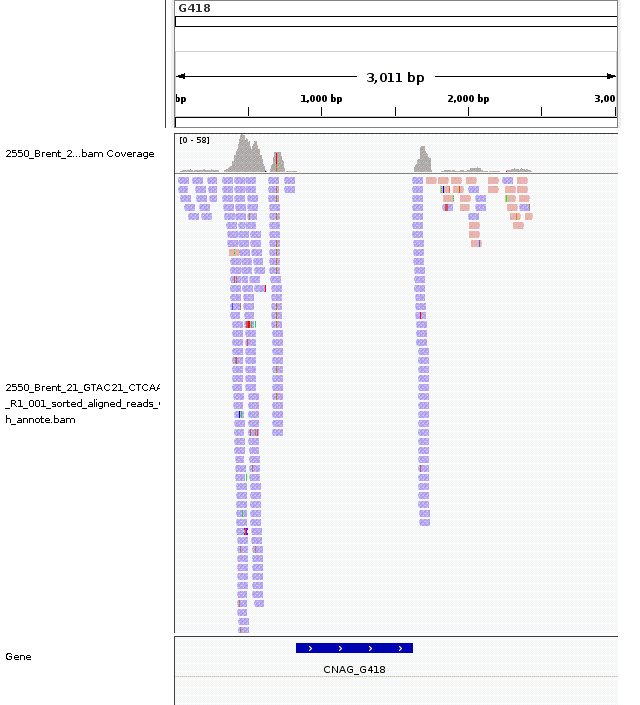 G418
3,011 bp
bp
1,000 bp
2,000 bp
3,00
[0 - 58]
2550_Brent_2...bam Coverage
2550_Brent_21_GTAC21_CTCAA
_R1_001_sorted_aligned_reads_
h_annote.bam
Gene
CNAG_G418